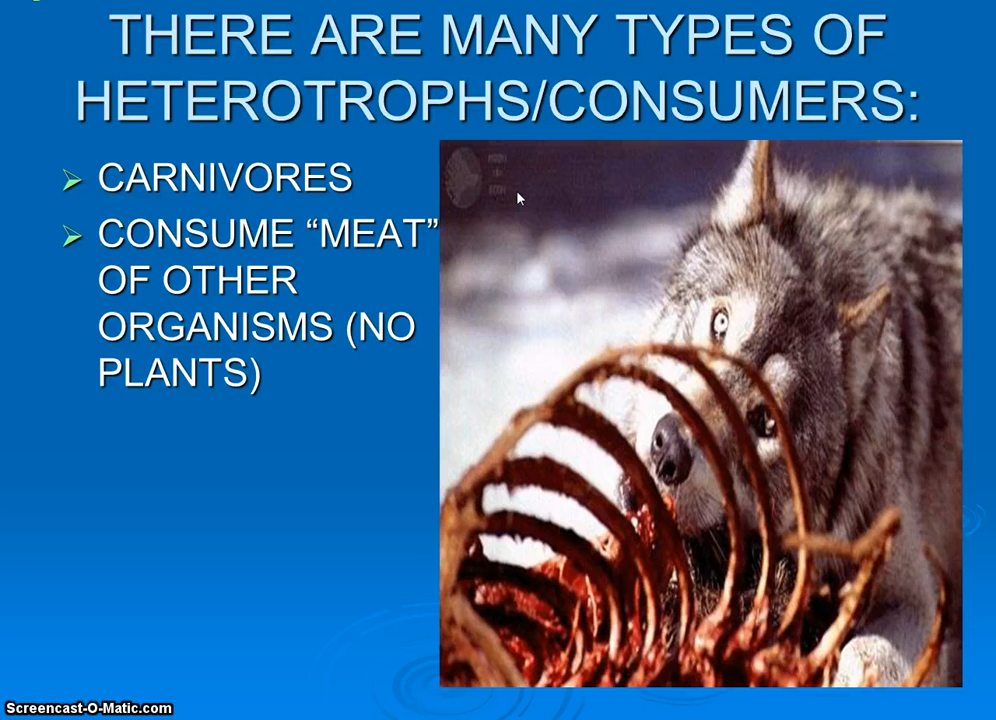 THERE ARE MANY TYPES OF
HETEROTROPHS/CONSUMERS:
CARNIVORES
CONSUME “MEAT”
OF OTHER
ORGANISMS (NO
PLANTS)
Screencast-O-Matic.com